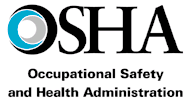 OSHA
Occupational Safety
and Health Administration